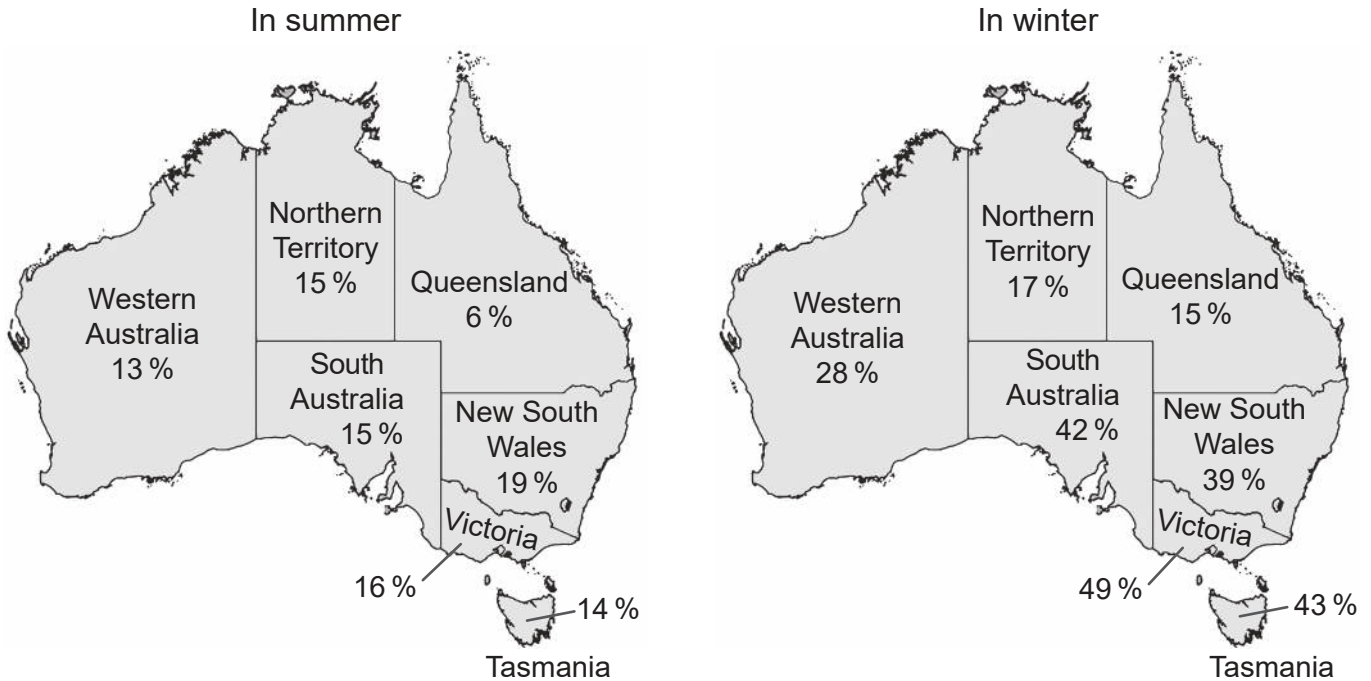 In summer
Northern
Territory
15 %
Queensland
6 %
Western
Australia
13 %
South
Australia
15 %
New South
Wales
19 %
Victoria
16 %
14 %
Tasmania
In winter
Northern
Territory
17 %
Queensland
15 %
Western
Australia
28 %
South
Australia
42 %
New South
Wales
39 %
Victoria
49 %
43 %
Tasmania